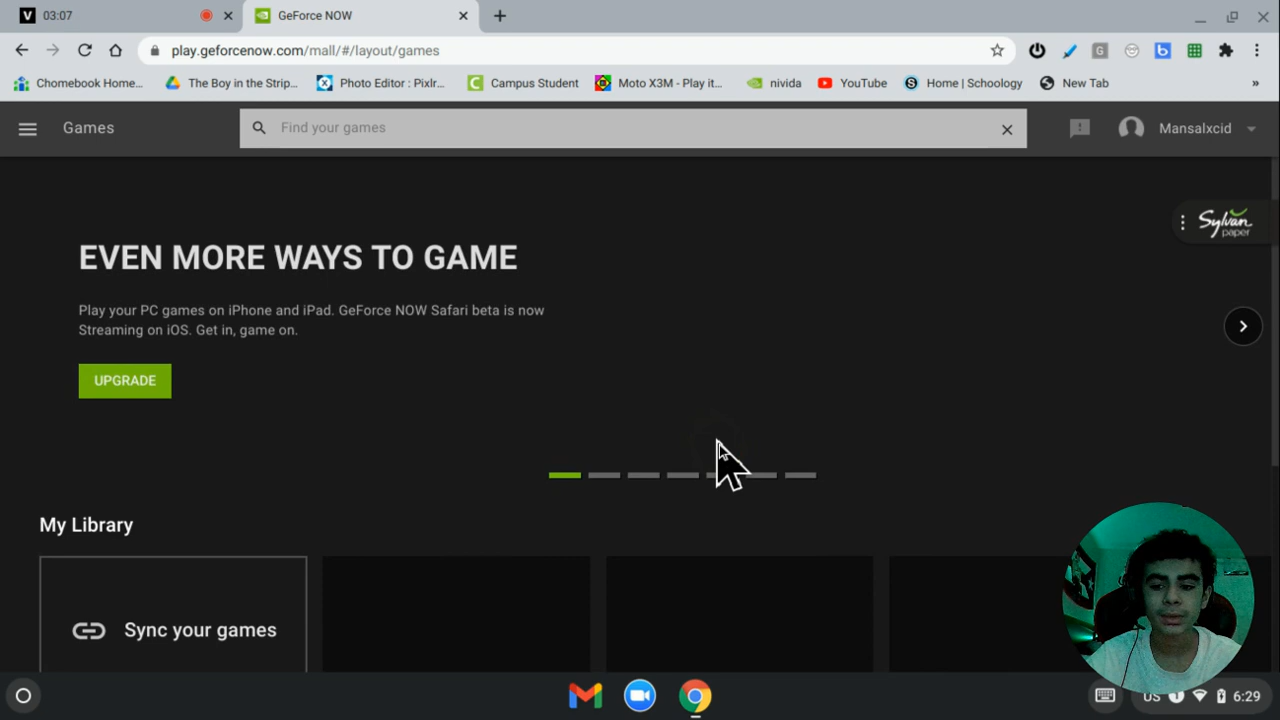 03:07
GeForce NOW
play.geforcenow.com/mall/#/layout/games
Chomebook Home...
The Boy in the Strip...
Photo Editor : Pixlr...
Campus Student
Moto X3M - Play it...
nivida
YouTube
Home | Schoology
New Tab
»
Games
Find your games
Mansalxcid
Sylvan
paper
EVEN MORE WAYS TO GAME
Play your PC games on iPhone and iPad. GeForce NOW Safari beta is now
Streaming on iOS. Get in, game on.
UPGRADE
My Library
Sync your games
US
6:29